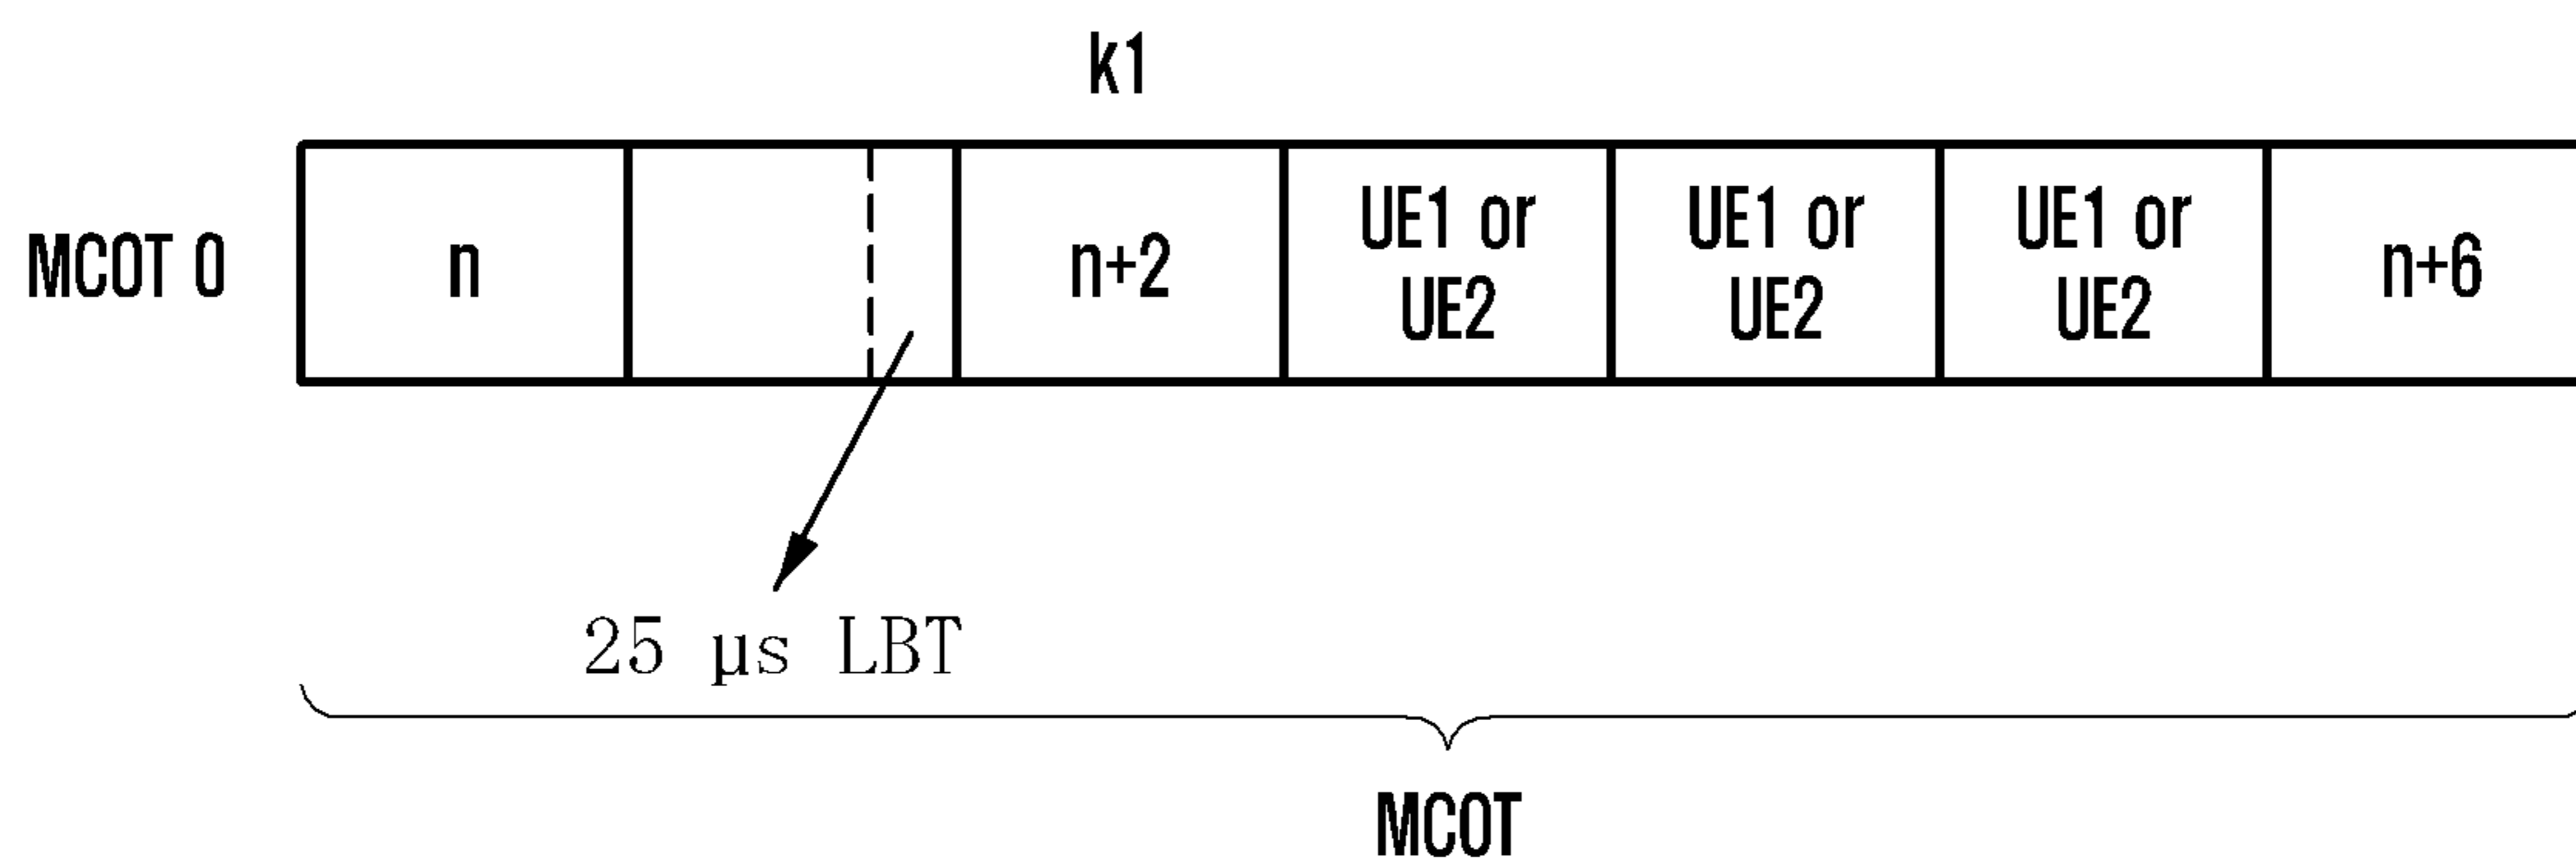 k1
MCOT 0
n
n+2
UE1 or
UE2
UE1 or
UE2
UE1 or
UE2
n+6
25 μs LBT
MCOT